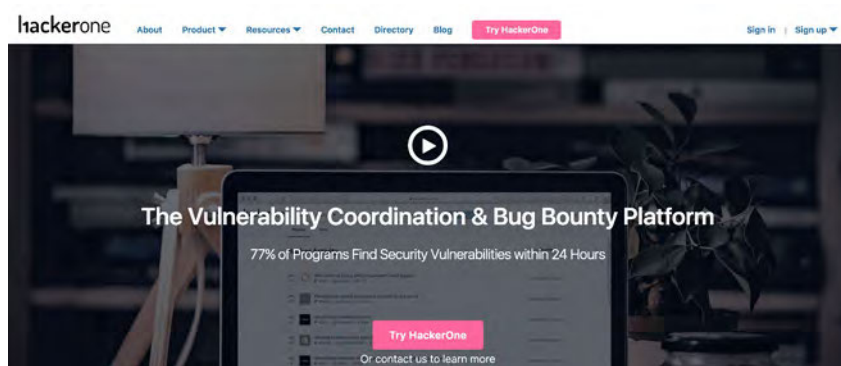 hackerone
About
Product
Resources
Contact
Directory
Blog
Try HackerOne
Sign in | Sign up
The Vulnerability Coordination & Bug Bounty Platform
77% of Programs Find Security Vulnerabilities within 24 Hours
Try HackerOne
Or contact us to learn more